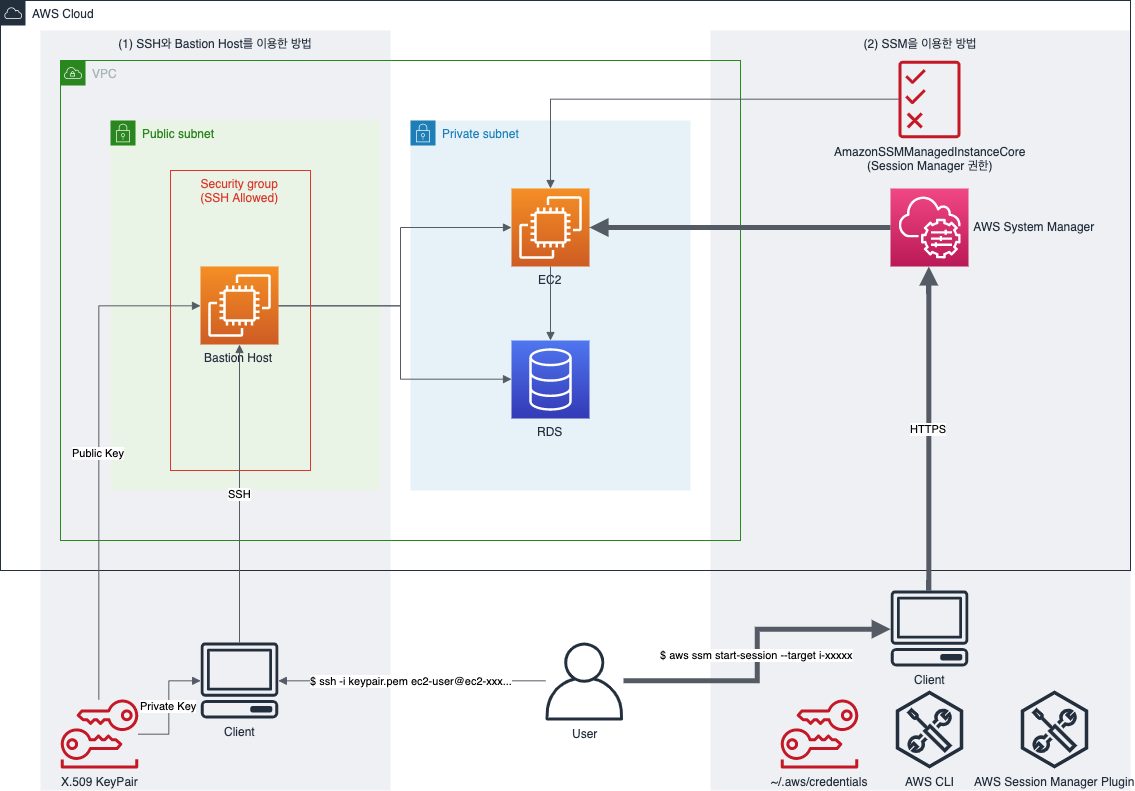 AWS Cloud
(1) SSH와 Bastion Host를 이용한 방법
(2) SSM을 이용한 방법
VPC
Public subnet
Private subnet
Security group
(SSH Allowed)
AmazonSSMManagedInstanceCore
(Session Manager 권한)
AWS System Manager
EC2
Bastion Host
RDS
HTTPS
Public Key
SSH
$ aws ssm start-session --target i-xxxxx
$ ssh -i keypair.pem ec2-user@ec2-xxx...
Client
Private Key
Client
User
X.509 KeyPair
~/.aws/credentials
AWS CLI
AWS Session Manager Plugin